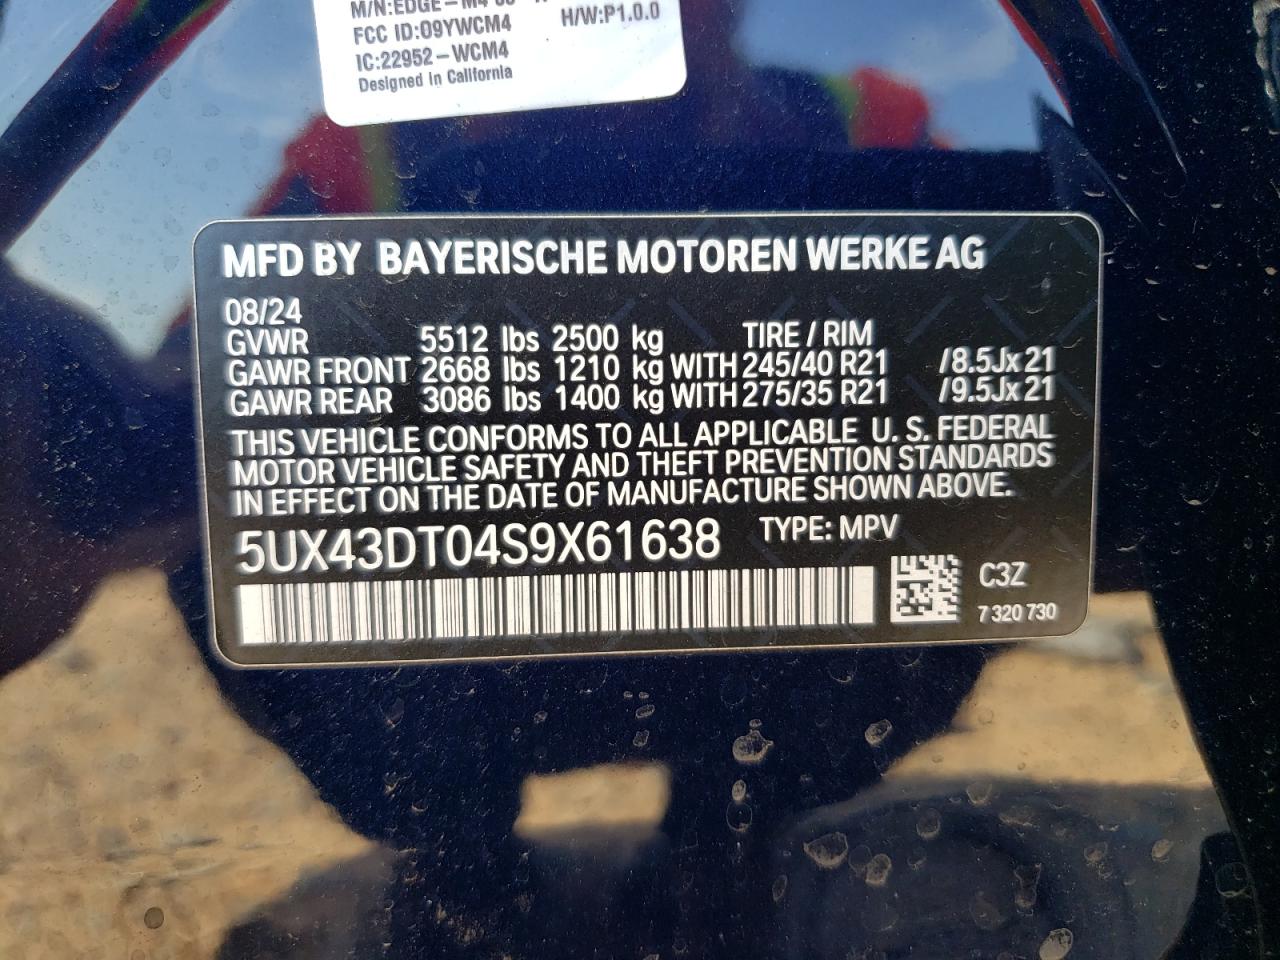 FCC ID:O9YWCM4
H/W:P1.0.0
IC:22952-WCM4
Designed in California
MFD BY BAYERISCHE MOTOREN WERKE AG
08/24
GVWR 5512 lbs 2500 kg TIRE / RIM
GAWR FRONT 2668 lbs 1210 kg WITH 245/40 R21 /8.5Jx21
GAWR REAR 3086 lbs 1400 kg WITH 275/35 R21 /9.5Jx21
THIS VEHICLE CONFORMS TO ALL APPLICABLE U. S. FEDERAL
MOTOR VEHICLE SAFETY AND THEFT PREVENTION STANDARDS
IN EFFECT ON THE DATE OF MANUFACTURE SHOWN ABOVE.
5UX43DT04S9X61638 TYPE: MPV
C3Z
7 320 730